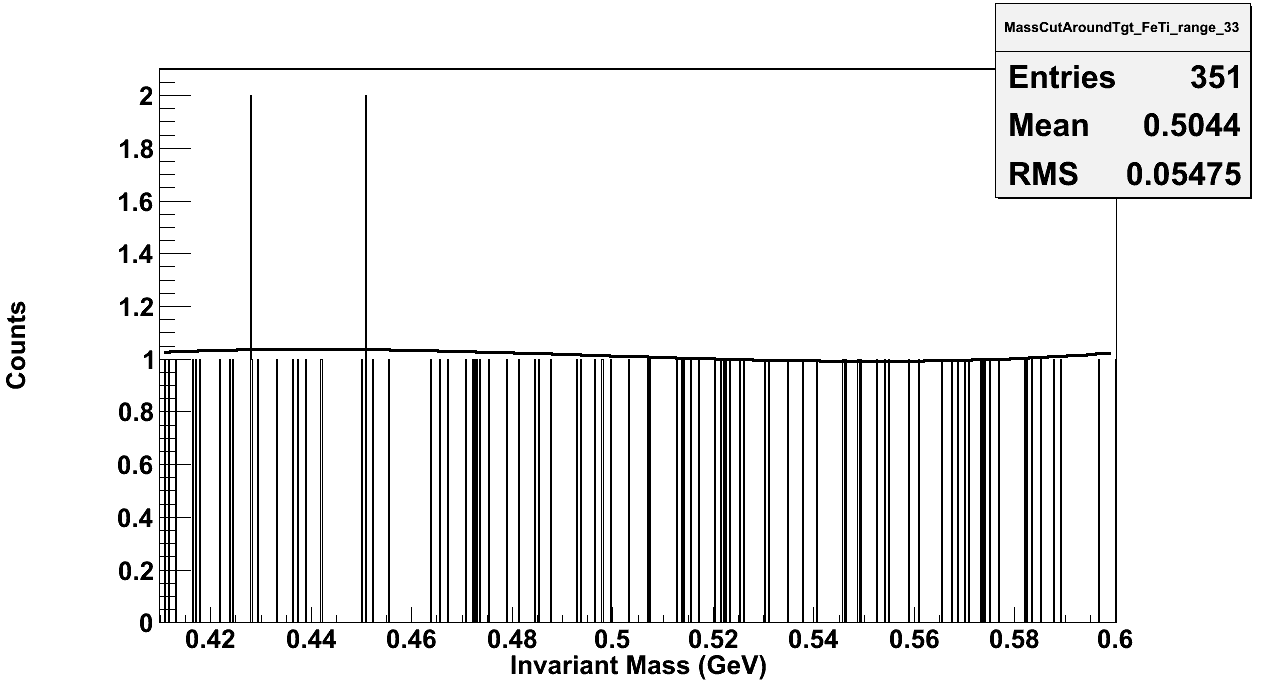 MassCutAroundTgt_FeTi_range_33
Entries 351
Mean 0.5044
RMS 0.05475
2
1.8
1.6
1.4
1.2
1
0.8
0.6
0.4
0.2
0
Counts
0.42 0.44 0.46 0.48 0.5 0.52 0.54 0.56 0.58 0.6
Invariant Mass (GeV)